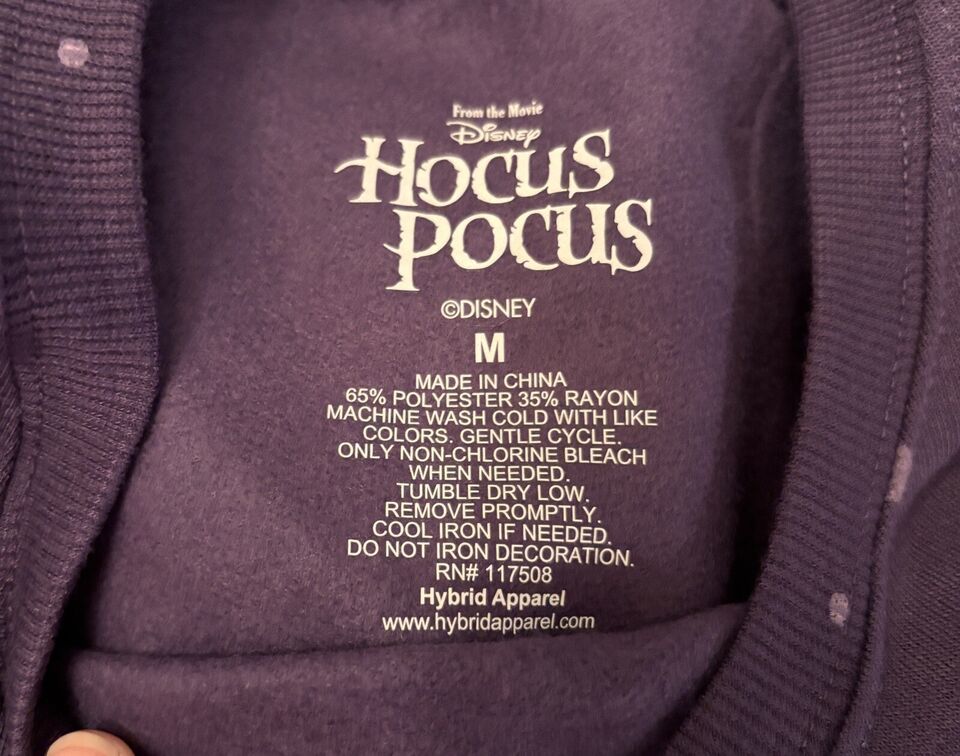 From the Movie
Disney
Hocus
Pocus
©DISNEY
M
MADE IN CHINA
65% POLYESTER 35% RAYON
MACHINE WASH COLD WITH LIKE
COLORS. GENTLE CYCLE.
ONLY NON-CHLORINE BLEACH
WHEN NEEDED.
TUMBLE DRY LOW.
REMOVE PROMPTLY.
COOL IRON IF NEEDED.
DO NOT IRON DECORATION.
RN# 117508
Hybrid Apparel
www.hybridapparel.com